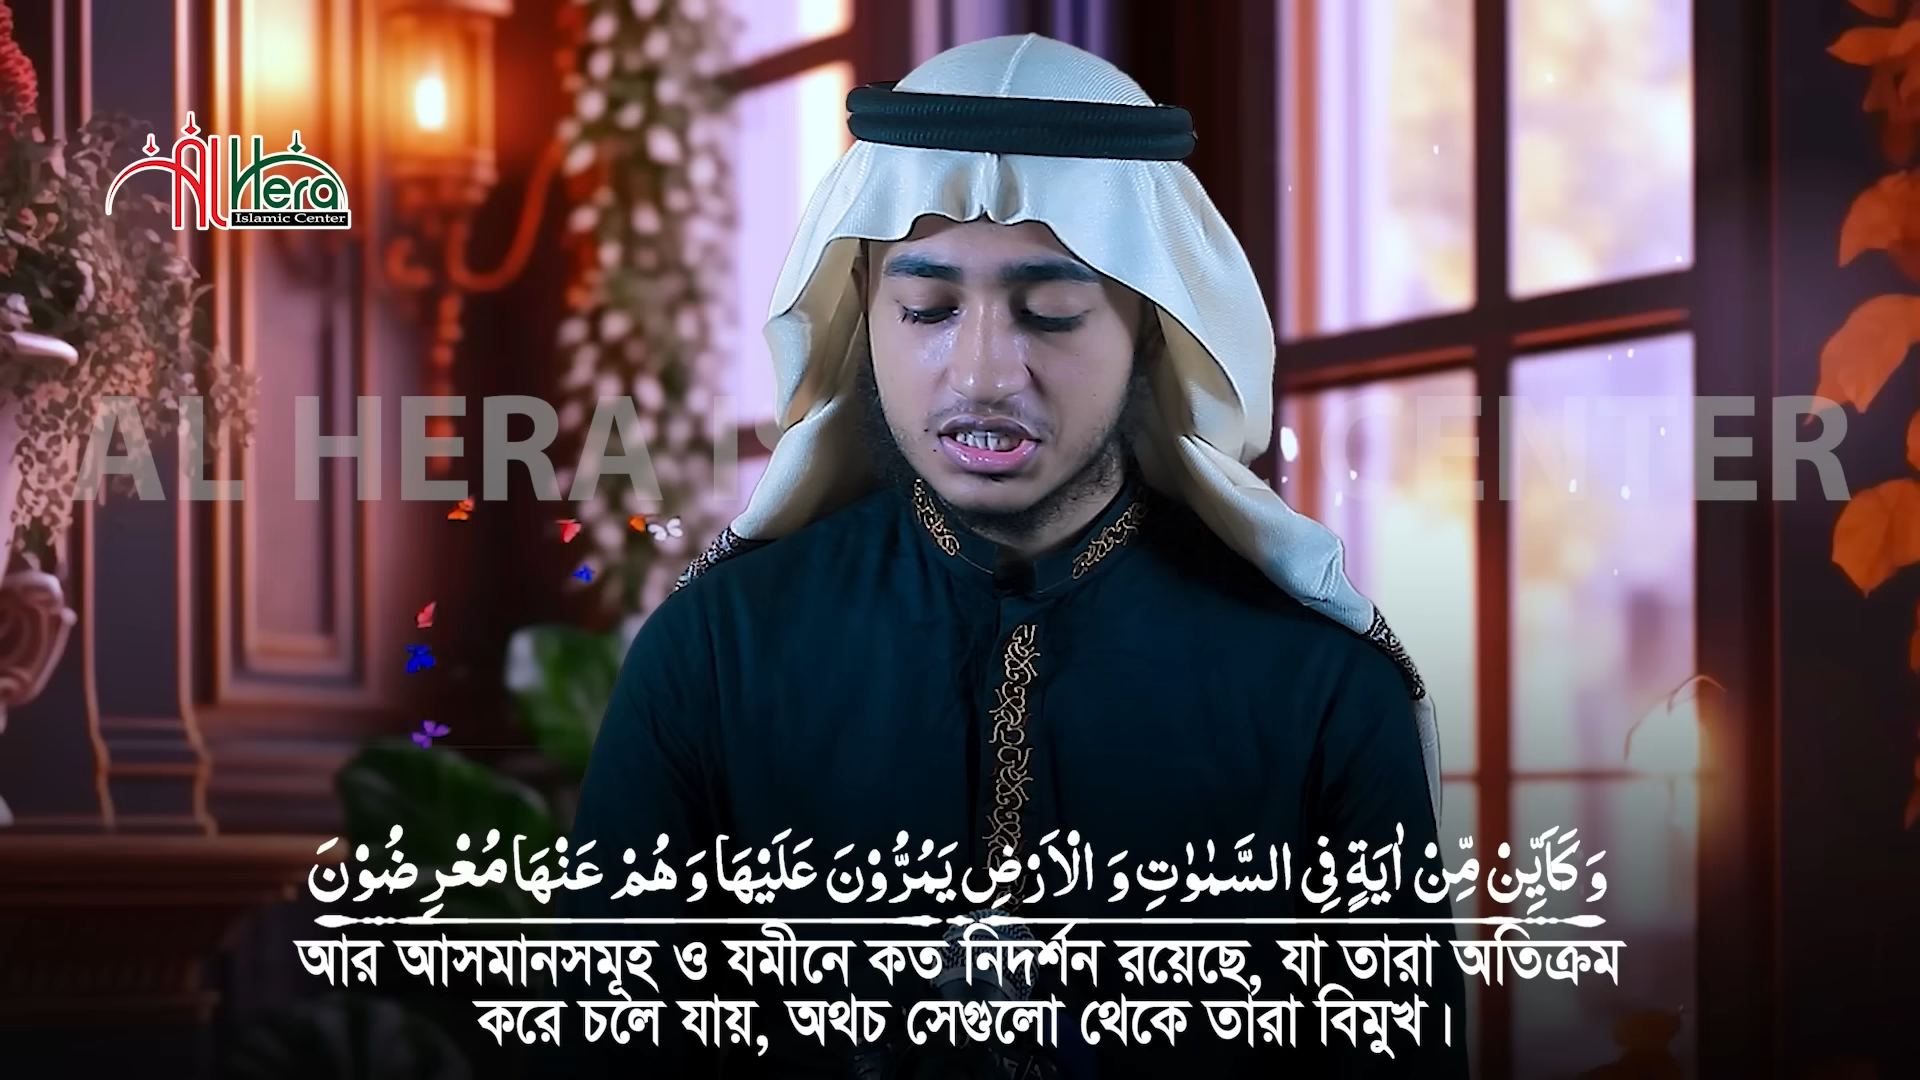 AL Hera
Islamic Center
AL HERA IS CENTER
وَكَاَيِّنْ مِّنْ اٰيَةٍ فِى السَّمٰوٰتِ وَ الْاَرْضِ يَمُرُّوْنَ عَلَيْهَا وَ هُمْ عَنْهَا مُعْرِضُوْنَ
আর আসমানসমূহ ও যমীনে কত নিদর্শন রয়েছে, যা তারা অতিক্রম
করে চলে যায়, অথচ সেগুলো থেকে তারা বিমুখ।